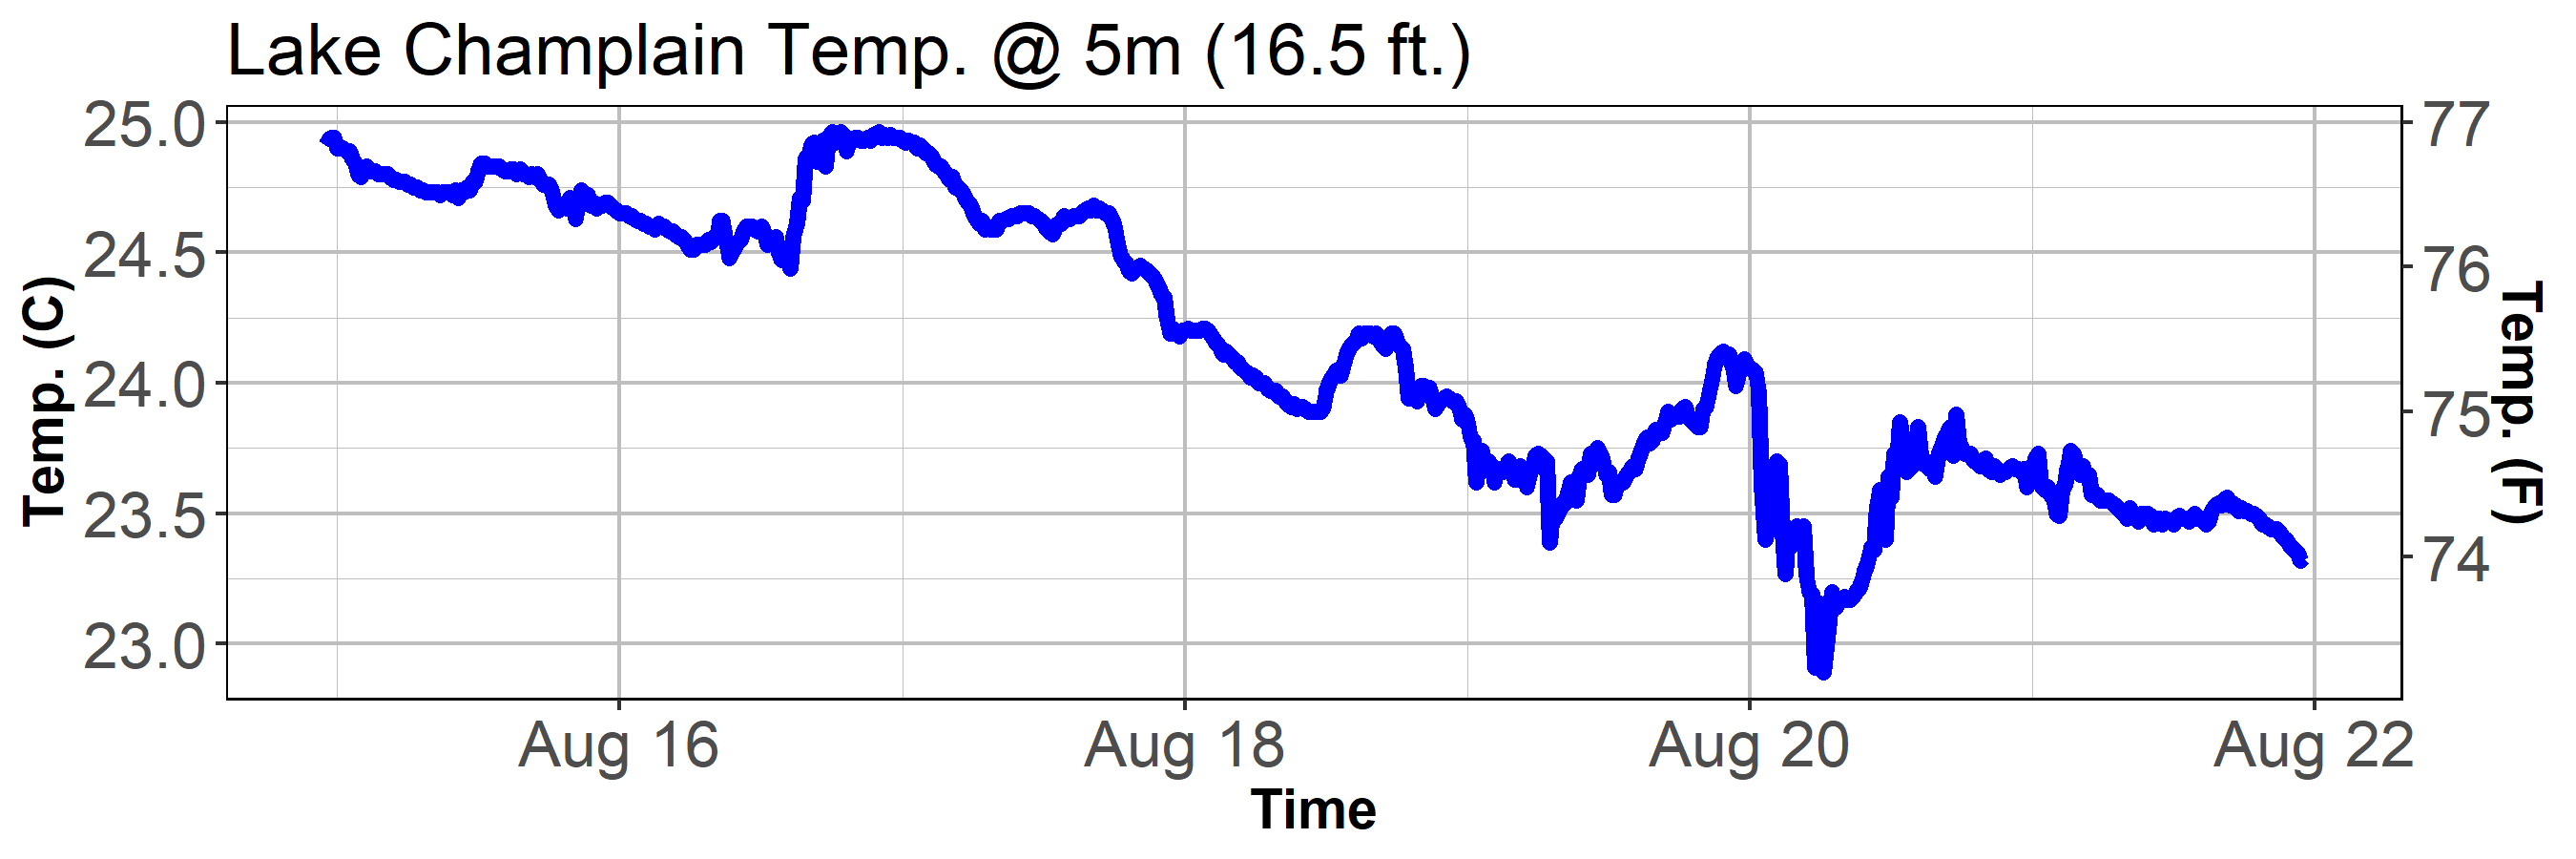 Lake Champlain Temp. @ 5m (16.5 ft.)
25.0
24.5
24.0
23.5
23.0
Temp. (C)
77
76
75
74
Temp. (F)
Aug 16 Aug 18 Aug 20 Aug 22
Time